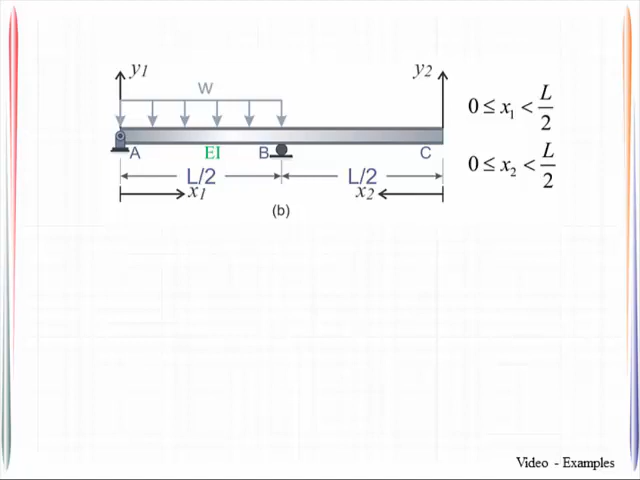 y1 y2
W
0 ≤ x₁ < L/2
A EI B C
0 ≤ x₂ < L/2
L/2 L/2
x1 x2
(b)
Video - Examples